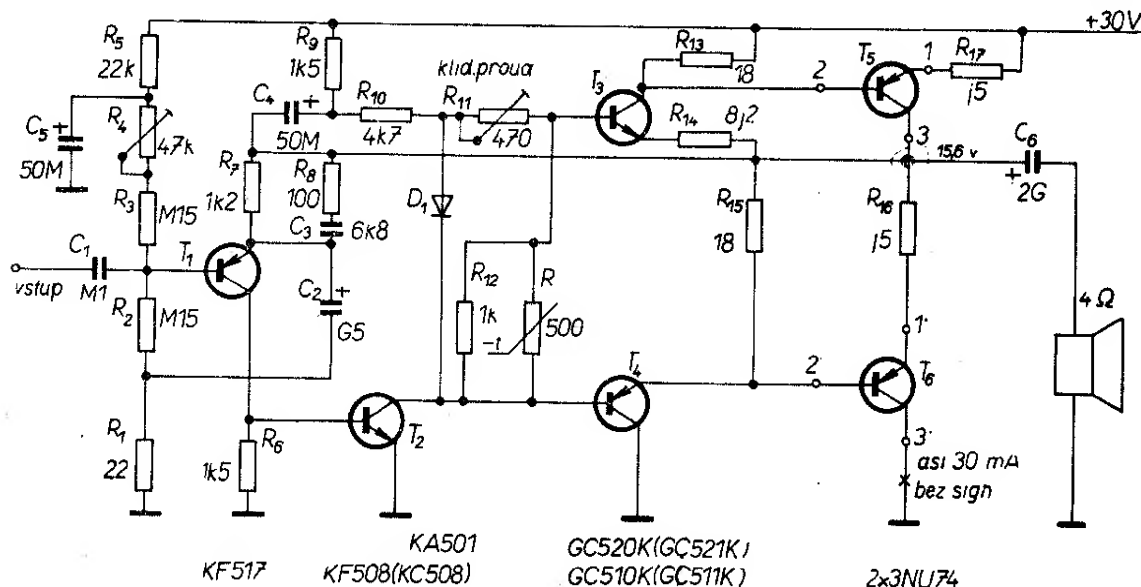 +30V
R5
22k
R9
1k5
R13
18
T5
1
R17
j5
klid.proud
C4
50M
R10
4k7
R11
470
T3
2
R14
8j2
3
C5
50M
R4
47k
R7
1k2
R8
100
C3
6k8
15,6 v
C6
2G
R3
M15
D1
R15
18
R16
j5
C1
M1
vstup
T1
R2
M15
C2
G5
R12
1k
R
500
-t
4 Ω
1'
T4
2'
T6
T2
R1
22
R6
1k5
3'
asi 30 mA
bez sign
KF517
KA501
KF508(KC508)
GC520K(GC521K)
GC510K(GC511K)
2x3NU74